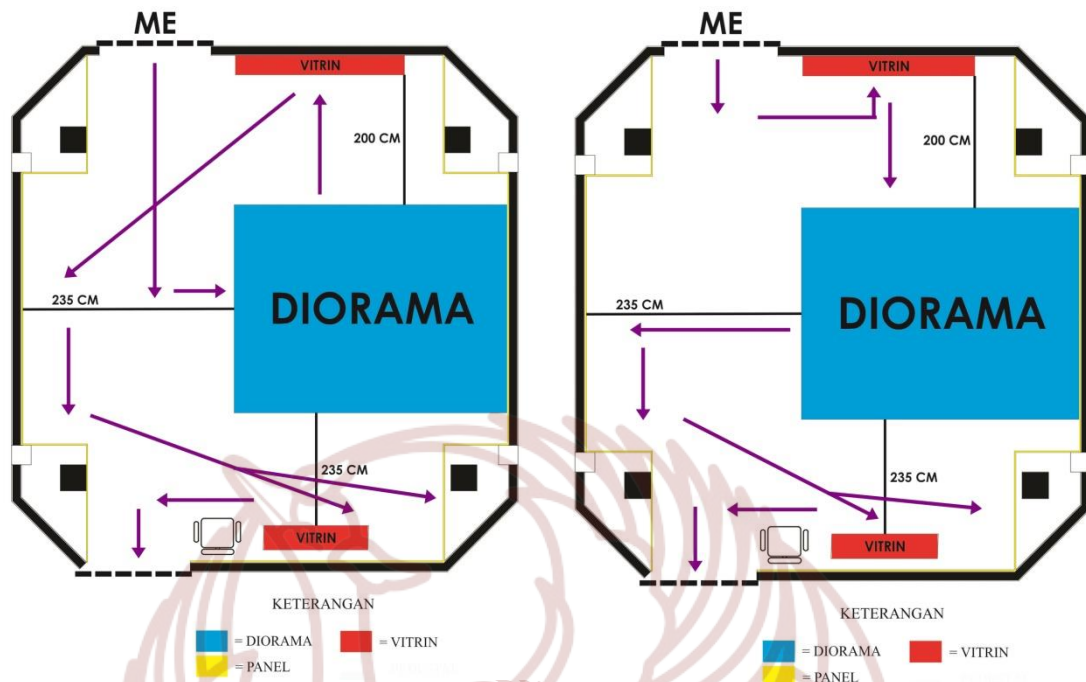 ME
VITRIN
200 CM
235 CM
DIORAMA
235 CM
VITRIN
KETERANGAN
= DIORAMA
= VITRIN
= PANEL
ME
VITRIN
200 CM
235 CM
DIORAMA
235 CM
VITRIN
KETERANGAN
= DIORAMA
= VITRIN
= PANEL